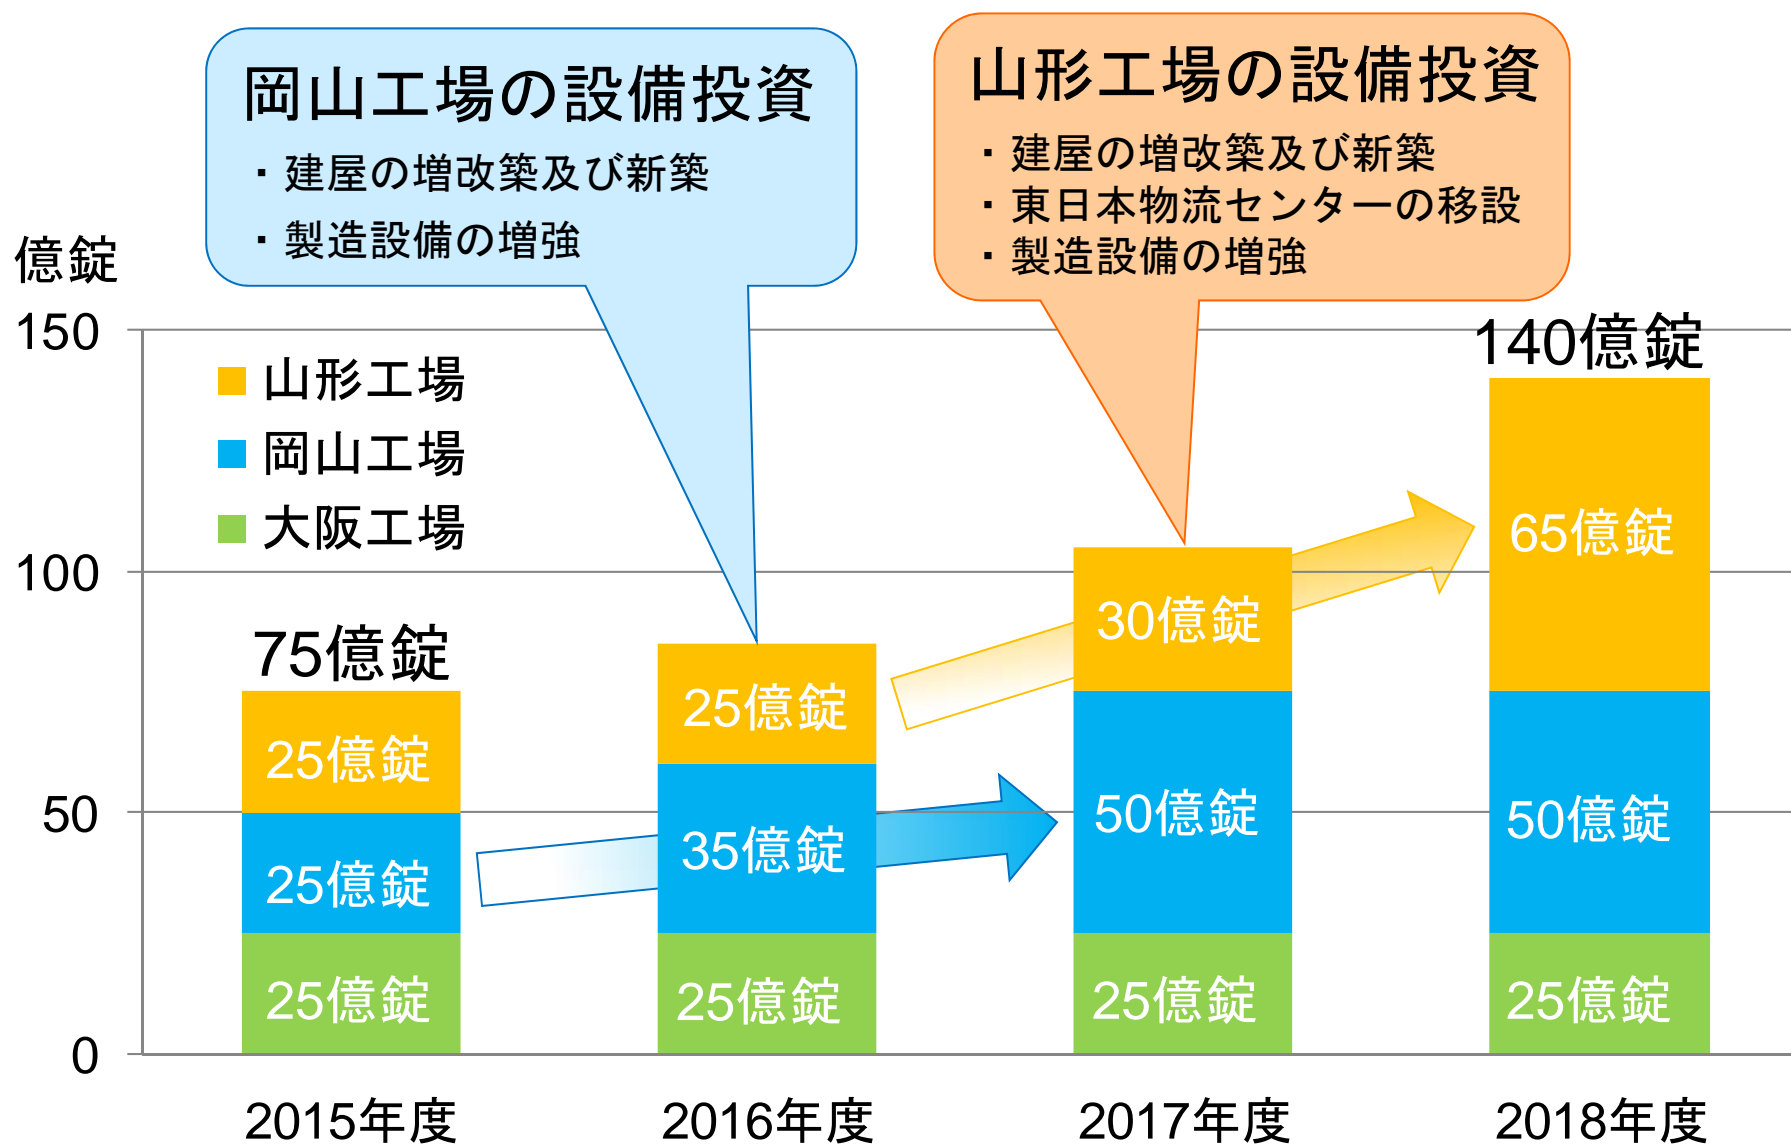 岡山工場の設備投資
・建屋の増改築及び新築
・製造設備の増強
山形工場の設備投資
・建屋の増改築及び新築
・東日本物流センターの移設
・製造設備の増強
億錠
150
100
50
0
山形工場
岡山工場
大阪工場
75億錠
25億錠
25億錠
25億錠
25億錠
35億錠
25億錠
30億錠
50億錠
25億錠
140億錠
65億錠
50億錠
25億錠
2015年度
2016年度
2017年度
2018年度